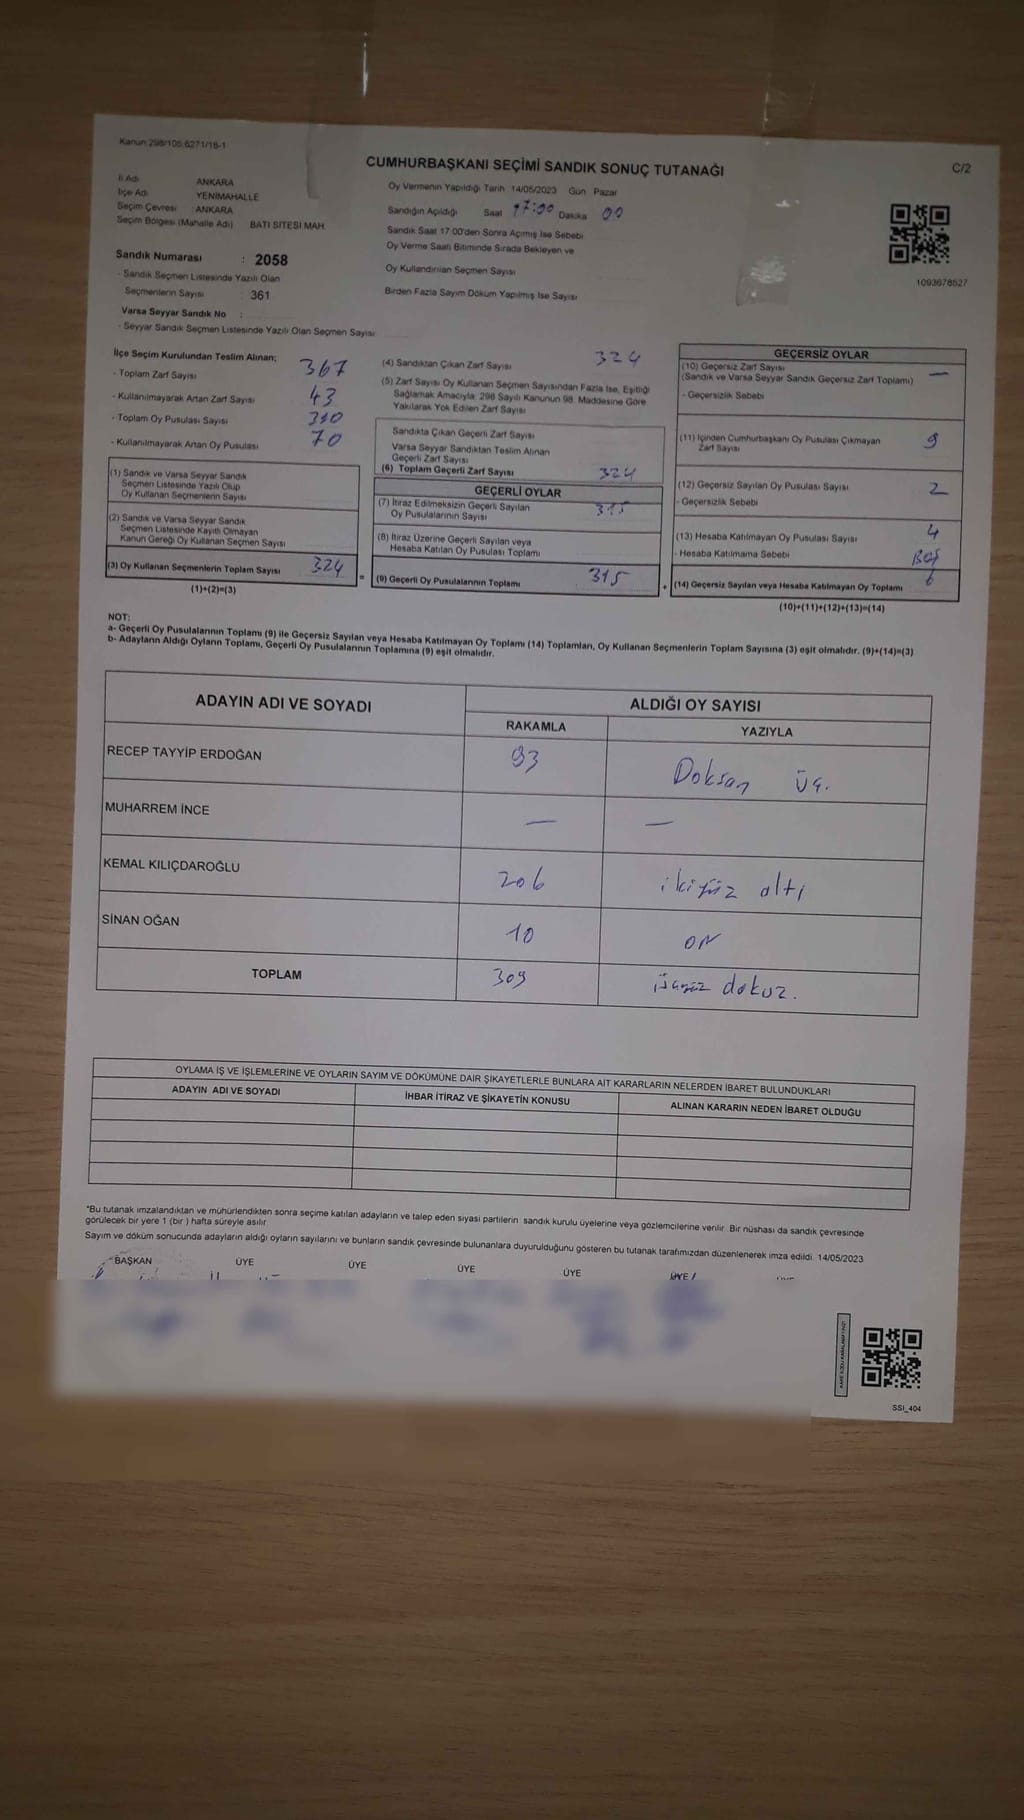 Kanun:298/105;6271/16-1
CUMHURBAŞKANI SEÇİMİ SANDIK SONUÇ TUTANAĞI
C/2
İl Adı ANKARA
İlçe Adı YENİMAHALLE
Seçim Çevresi : ANKARA
Seçim Bölgesi (Mahalle Adı) BATI SİTESİ MAH
Oy Vermenin Yapıldığı Tarih 14/05/2023 Gün Pazar
Sandığın Açıldığı Saat 17:00 Dakika 00
Sandık Saat 17:00'den Sonra Açımış İse Sebebi
Oy Verme Saati Bitiminde Sırada Bekleyen ve
Oy Kullandırılan Seçmen Sayısı
Birden Fazla Sayım Döküm Yapılmış İse Sayısı
1093678527
Sandık Numarası : 2058
- Sandık Seçmen Listesinde Yazılı Olan
Seçmenlerin Sayısı : 361
Varsa Seyyar Sandık No :
- Seyyar Sandık Seçmen Listesinde Yazılı Olan Seçmen Sayısı
İlçe Seçim Kurulundan Teslim Alınan;
- Toplam Zarf Sayısı 367
- Kullanılmayarak Artan Zarf Sayısı 43
- Toplam Oy Pusulası Sayısı
- Kullanılmayarak Artan Oy Pusulası 70
(1) Sandık ve Varsa Seyyar Sandık
Seçmen Listesinde Yazılı Olup
Oy Kullanan Seçmenlerin Sayısı
(2) Sandık ve Varsa Seyyar Sandık
Seçmen Listesinde Kayıtlı Olmayan
Kanun Gereği Oy Kullanan Seçmen Sayısı
(3) Oy Kullanan Seçmenlerin Toplam Sayısı 324
(1)+(2)=(3)
=
(4) Sandıktan Çıkan Zarf Sayısı 324
(5) Zarf Sayısı Oy Kullanan Seçmen Sayısından Fazla İse, Eşitliği
Sağlamak Amacıyla, 298 Sayılı Kanunun 98. Maddesine Göre
Yakılarak Yok Edilen Zarf Sayısı
Sandıkta Çıkan Geçerli Zarf Sayısı
Varsa Seyyar Sandıktan Teslim Alınan
Geçerli Zarf Sayısı
(6) Toplam Geçerli Zarf Sayısı 324
GEÇERLİ OYLAR
(7) İtiraz Edilmeksizin Geçerli Sayılan
Oy Pusulalarının Sayısı 315
(8) İtiraz Üzerine Geçerli Sayılan veya
Hesaba Katılan Oy Pusulası Toplamı
(9) Geçerli Oy Pusulalarının Toplamı 315
+
GEÇERSİZ OYLAR
(10) Geçersiz Zarf Sayısı —
(Sandık ve Varsa Seyyar Sandık Geçersiz Zarf Toplamı)
- Geçersizlik Sebebi
(11) İçinden Cumhurbaşkanı Oy Pusulası Çıkmayan
Zarf Sayısı 9
(12) Geçersiz Sayılan Oy Pusulası Sayısı 2
- Geçersizlik Sebebi
(13) Hesaba Katılmayan Oy Pusulası Sayısı 4
- Hesaba Katılmama Sebebi Boş
(14) Geçersiz Sayılan veya Hesaba Katılmayan Oy Toplamı 6
(10)+(11)+(12)+(13)=(14)
NOT:
a- Geçerli Oy Pusulalarının Toplamı (9) ile Geçersiz Sayılan veya Hesaba Katılmayan Oy Toplamı (14) Toplamları, Oy Kullanan Seçmenlerin Toplam Sayısına (3) eşit olmalıdır. (9)+(14)=(3)
b- Adayların Aldığı Oyların Toplamı, Geçerli Oy Pusulalarının Toplamına (9) eşit olmalıdır.
ADAYIN ADI VE SOYADI ALDIĞI OY SAYISI
RAKAMLA YAZIYLA
RECEP TAYYİP ERDOĞAN 93 Doksan üç.
MUHARREM İNCE — —
KEMAL KILIÇDAROĞLU 206 ikiyüz altı
SİNAN OĞAN 10 on
TOPLAM 309 üçyüz dokuz.
OYLAMA İŞ VE İŞLEMLERİNE VE OYLARIN SAYIM VE DÖKÜMÜNE DAİR ŞİKAYETLERLE BUNLARA AİT KARARLARIN NELERDEN İBARET BULUNDUKLARI
ADAYIN ADI VE SOYADI İHBAR İTİRAZ VE ŞİKAYETİN KONUSU ALINAN KARARIN NEDEN İBARET OLDUĞU
*Bu tutanak imzalandıktan ve mühürlendikten sonra seçime katılan adayların ve talep eden siyasi partilerin sandık kurulu üyelerine veya gözlemcilerine verilir. Bir nüshası da sandık çevresinde
görülecek bir yere 1 (bir ) hafta süreyle asılır.
Sayım ve döküm sonucunda adayların aldığı oyların sayılarını ve bunların sandık çevresinde bulunanlara duyurulduğunu gösteren bu tutanak tarafımızdan düzenlenerek imza edildi. 14/05/2023
BAŞKAN ÜYE ÜYE ÜYE ÜYE ÜYE
SSI_404